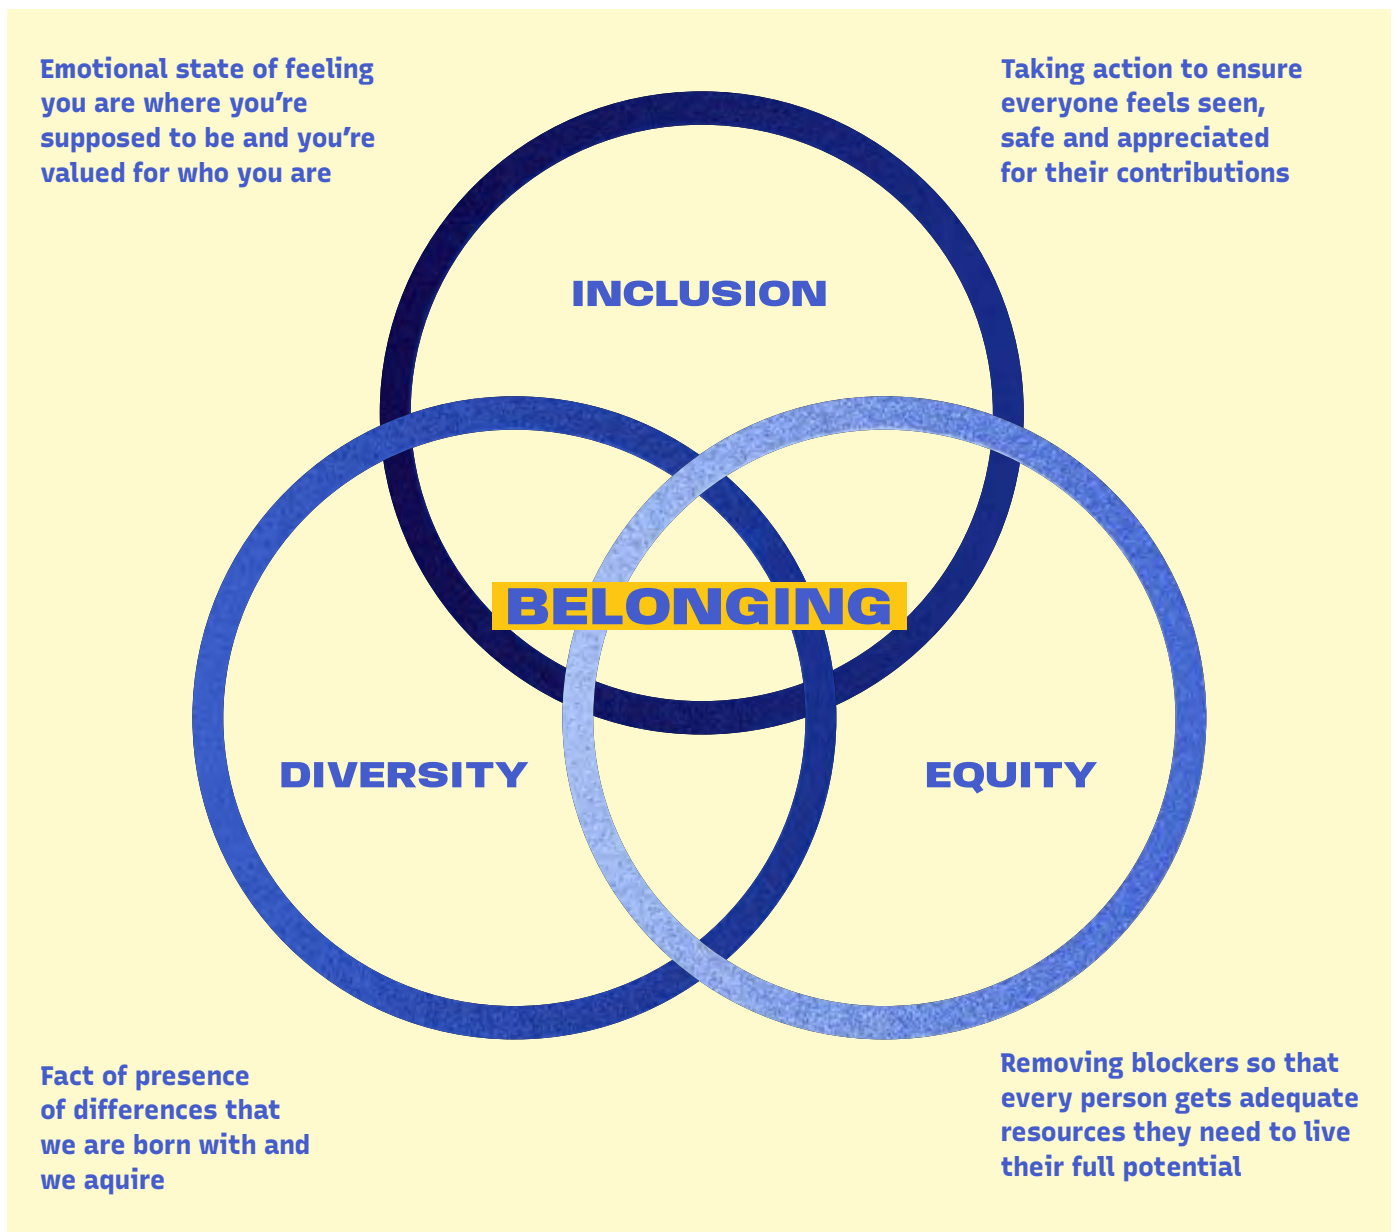 Emotional state of feeling
you are where you’re
supposed to be and you’re
valued for who you are
Taking action to ensure
everyone feels seen,
safe and appreciated
for their contributions
INCLUSION
BELONGING
DIVERSITY
EQUITY
Fact of presence
of differences that
we are born with and
we aquire
Removing blockers so that
every person gets adequate
resources they need to live
their full potential